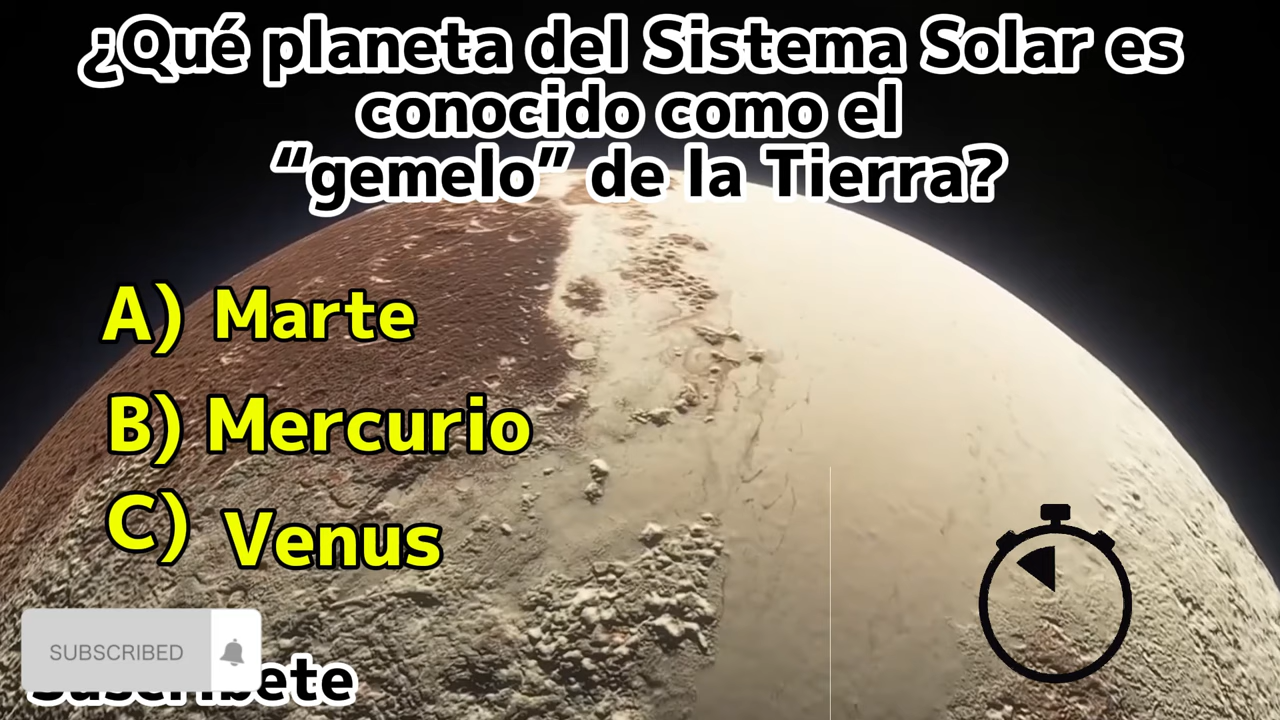 ¿Qué planeta del Sistema Solar es
conocido como el
“gemelo” de la Tierra?
A) Marte
B) Mercurio
C) Venus
SUBSCRIBED
Suscríbete